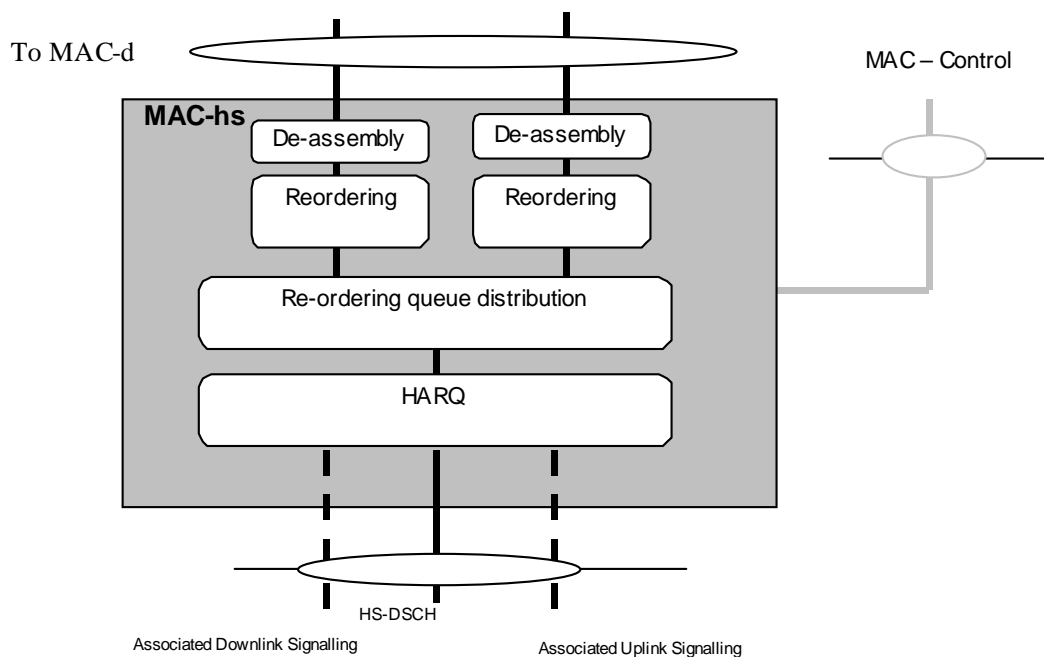 To MAC-d
MAC – Control
MAC-hs
De-assembly
De-assembly
Reordering
Reordering
Re-ordering queue distribution
HARQ
HS-DSCH
Associated Downlink Signalling
Associated Uplink Signalling